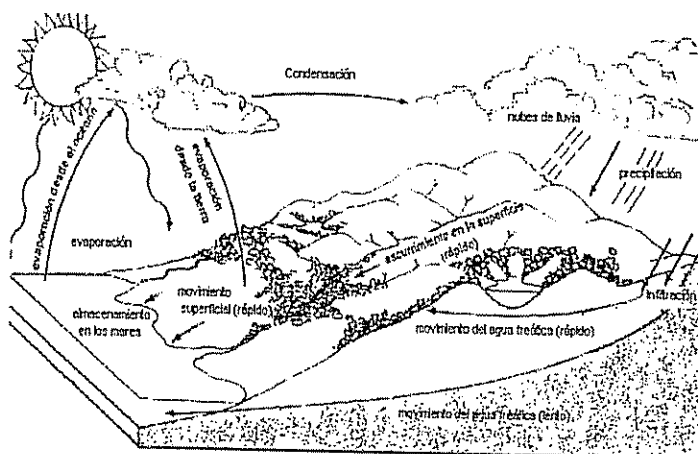 Condensación
nubes de lluvia
precipitación
evaporación desde el océano
evaporación
desde la tierra
evaporación
escurrimiento en la superficie
(rápido)
movimiento
superficial (rápido)
almacenamiento
en los mares
infiltración
movimiento del agua freática (rápido)
movimiento del agua freática (lento)